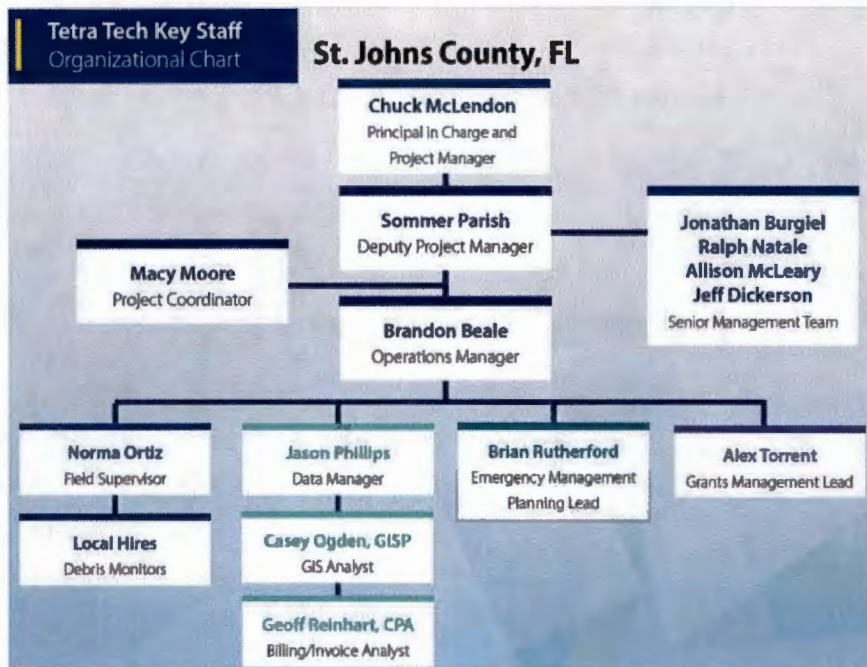 Tetra Tech Key Staff
Organizational Chart
St. Johns County, FL
Chuck McLendon
Principal in Charge and
Project Manager
Sommer Parish
Deputy Project Manager
Jonathan Burgiel
Ralph Natale
Allison McLeary
Jeff Dickerson
Senior Management Team
Macy Moore
Project Coordinator
Brandon Beale
Operations Manager
Norma Ortiz
Field Supervisor
Jason Phillips
Data Manager
Brian Rutherford
Emergency Management
Planning Lead
Alex Torrent
Grants Management Lead
Local Hires
Debris Monitors
Casey Ogden, GISP
GIS Analyst
Geoff Reinhart, CPA
Billing/Invoice Analyst